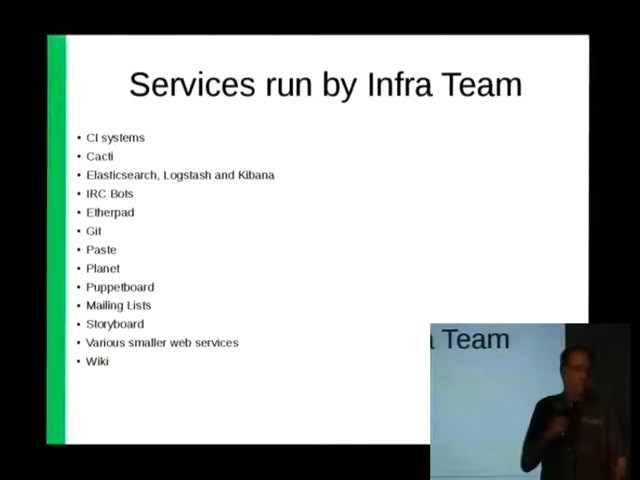 Services run by Infra Team
• CI systems
• Cacti
• Elasticsearch, Logstash and Kibana
• IRC Bots
• Etherpad
• Git
• Paste
• Planet
• Puppetboard
• Mailing Lists
• Storyboard
• Various smaller web services
• Wiki
a Team